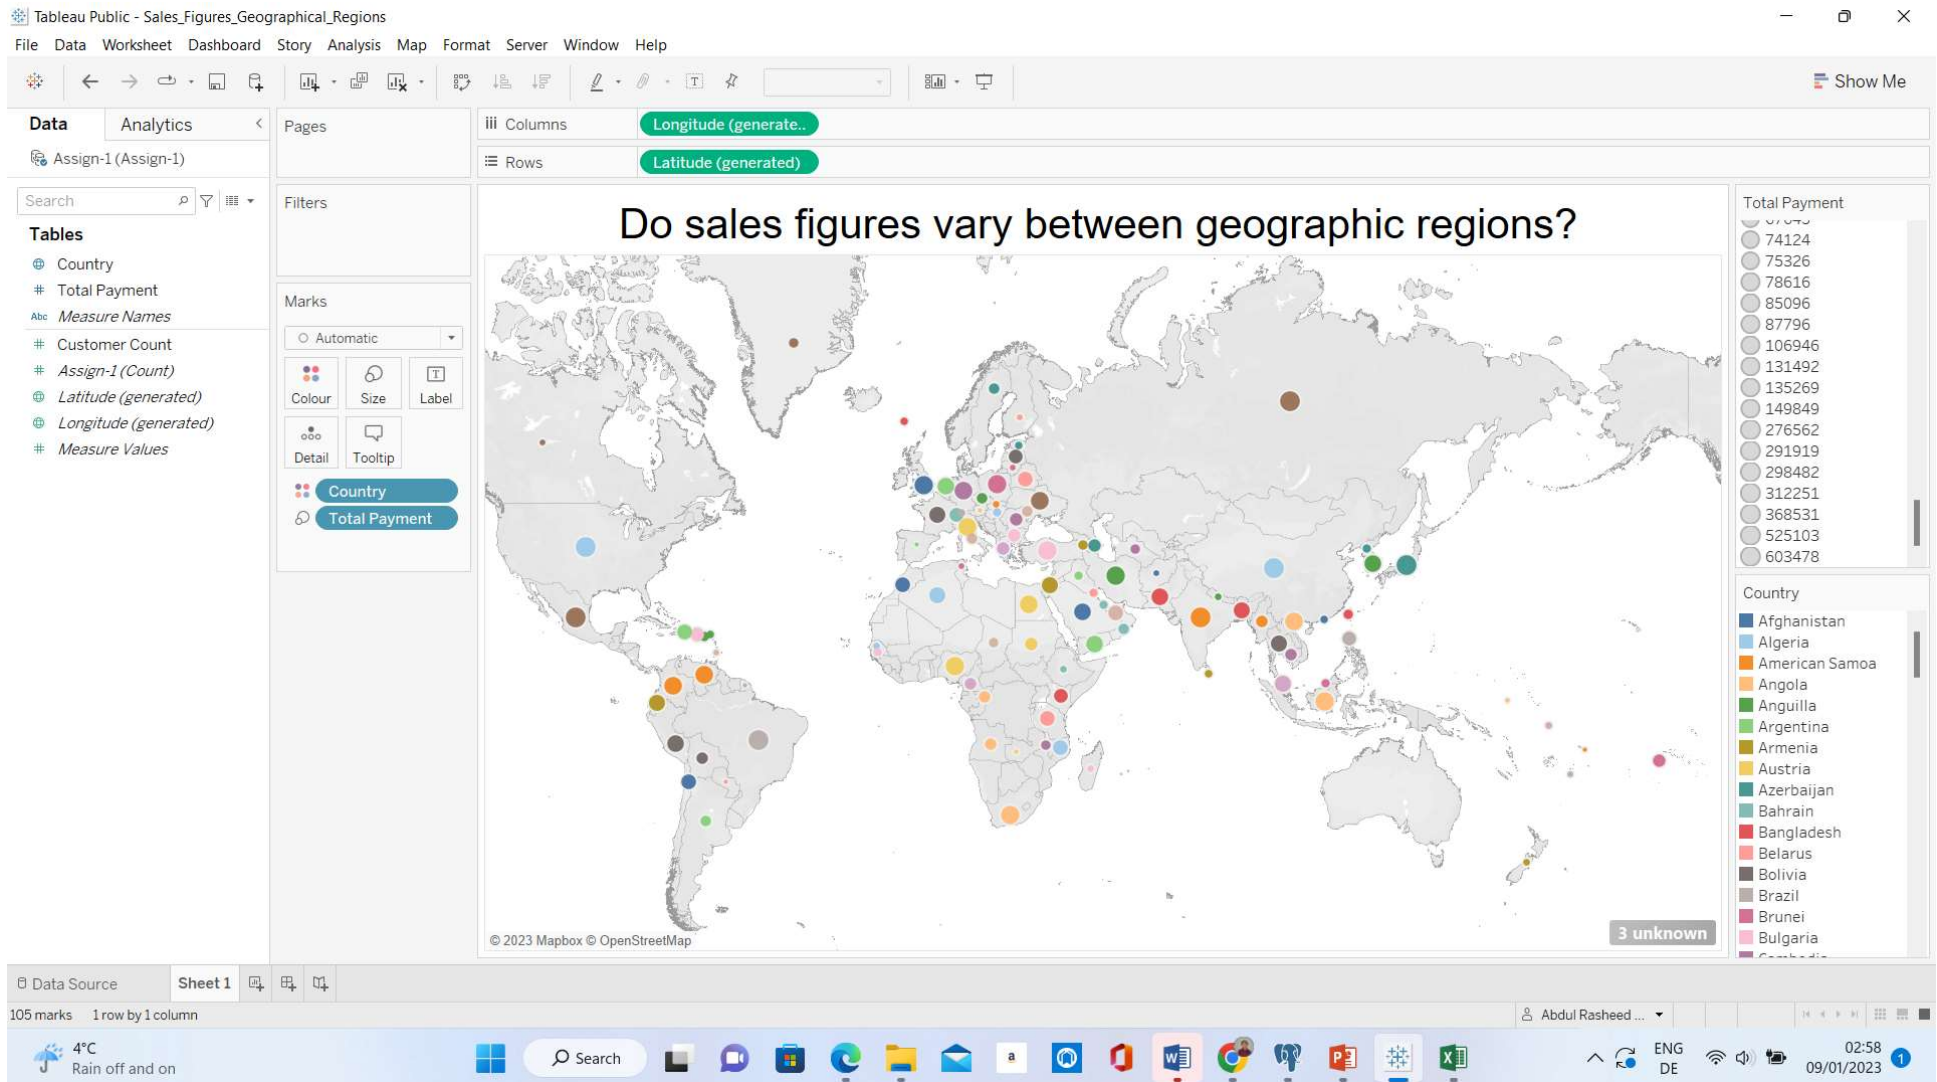 Tableau Public - Sales_Figures_Geographical_Regions
File Data Worksheet Dashboard Story Analysis Map Format Server Window Help
Show Me
Data Analytics
Assign-1 (Assign-1)
Search
Tables
Country
Total Payment
Abc Measure Names
Customer Count
Assign-1 (Count)
Latitude (generated)
Longitude (generated)
Measure Values
Pages
Filters
Marks
Automatic
Colour Size Label
Detail Tooltip
Country
Total Payment
Columns Longitude (generate..
Rows Latitude (generated)
Do sales figures vary between geographic regions?
© 2023 Mapbox © OpenStreetMap
3 unknown
Total Payment
74124
75326
78616
85096
87796
106946
131492
135269
149849
276562
291919
298482
312251
368531
525103
603478
Country
Afghanistan
Algeria
American Samoa
Angola
Anguilla
Argentina
Armenia
Austria
Azerbaijan
Bahrain
Bangladesh
Belarus
Bolivia
Brazil
Brunei
Bulgaria
Data Source Sheet 1
105 marks 1 row by 1 column
Abdul Rasheed ...
4°C
Rain off and on
Search
ENG
DE
02:58
09/01/2023
1